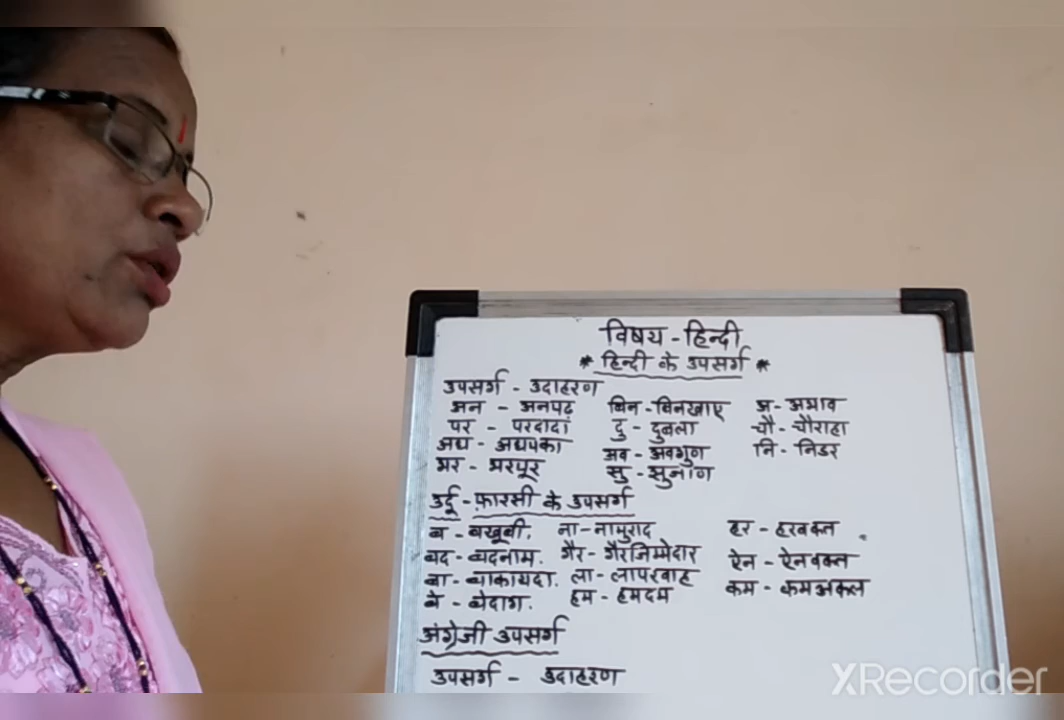 विषय - हिन्दी
* हिन्दी के उपसर्ग *
उपसर्ग - उदाहरण
अन - अनपढ़ बिन - बिनखाए अ - अभाव
पर - परदादा दु - दुबला चौ - चौराहा
अध - अधपका अव - अवगुण नि - निडर
भर - भरपूर सु - सुजाण
उर्दू - फ़ारसी के उपसर्ग
ब - बखूबी. ना - नामुराद हर - हरवक्त
बद - बदनाम. गैर - गैरजिम्मेदार ऐन - ऐनवक्त
बा - बाकायदा. ला - लापरवाह कम - कमअक्ल
बे - बेदाग. हम - हमदम
अंग्रेजी उपसर्ग
उपसर्ग - उदाहरण
XRecorder